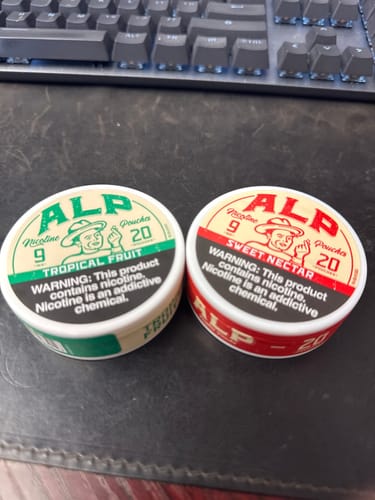 ALP
Nicotine Pouches
9 20
TROPICAL FRUIT
WARNING: This product
contains nicotine.
Nicotine is an addictive
chemical.
ALP
Nicotine Pouches
9 20
SWEET NECTAR
WARNING: This product
contains nicotine.
Nicotine is an addictive
chemical.
ALP - 20